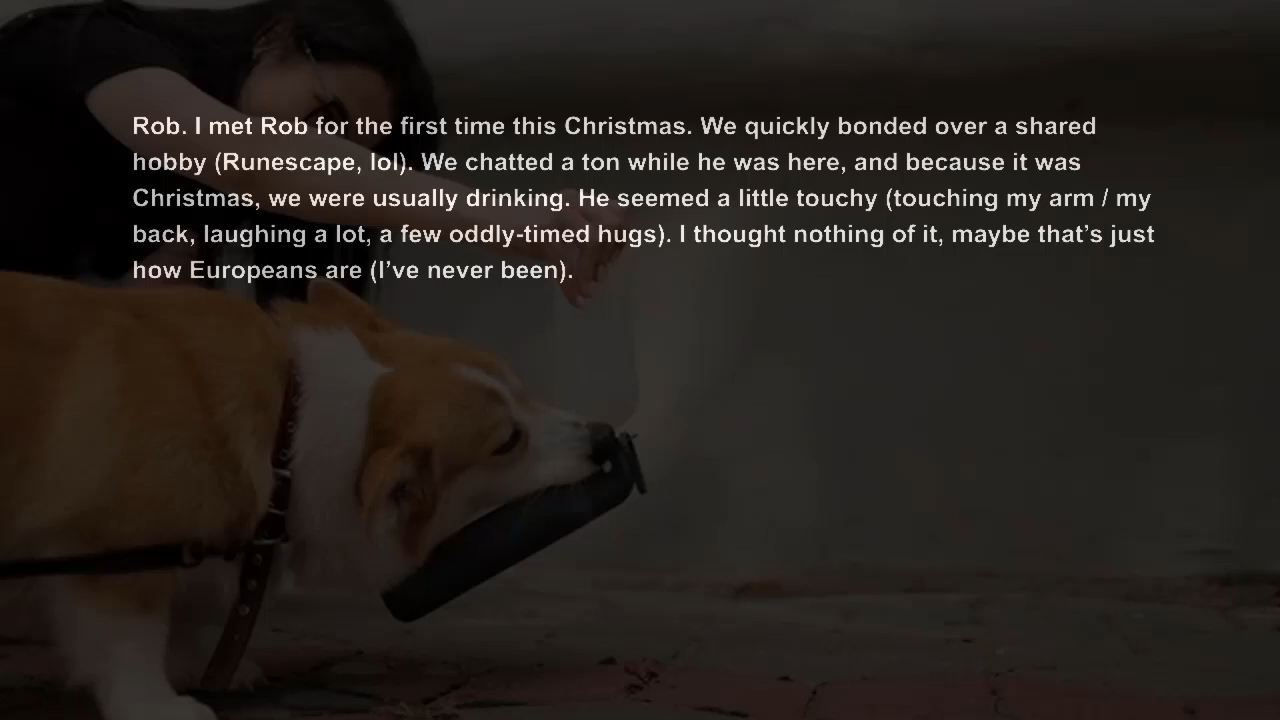 Rob. I met Rob for the first time this Christmas. We quickly bonded over a shared
hobby (Runescape, lol). We chatted a ton while he was here, and because it was
Christmas, we were usually drinking. He seemed a little touchy (touching my arm / my
back, laughing a lot, a few oddly-timed hugs). I thought nothing of it, maybe that’s just
how Europeans are (I’ve never been).